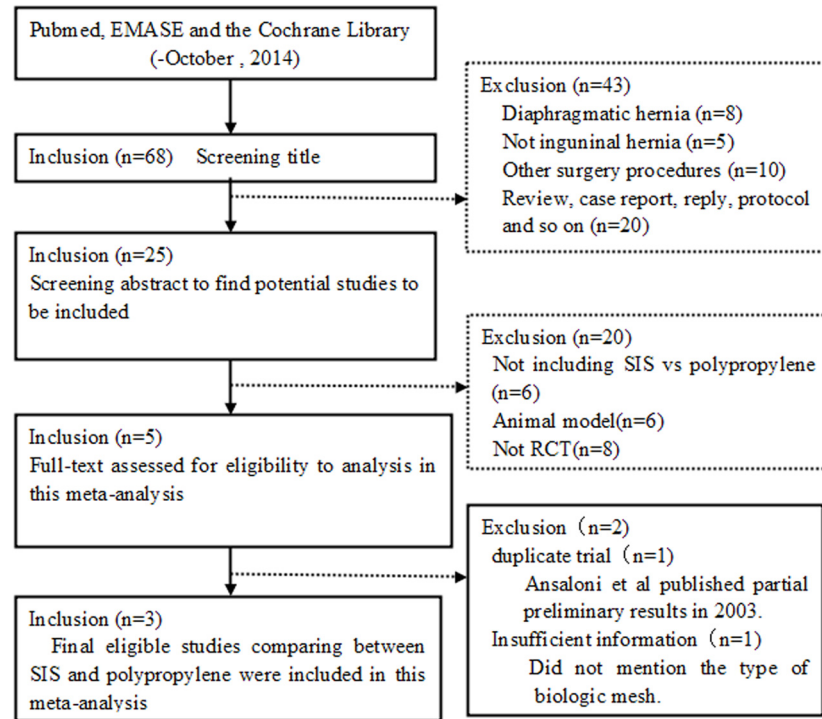 Pubmed, EMASE and the Cochrane Library
(-October , 2014)
Inclusion (n=68) Screening title
Exclusion (n=43)
Diaphragmatic hernia (n=8)
Not inguninal hernia (n=5)
Other surgery procedures (n=10)
Review, case report, reply, protocol
and so on (n=20)
Inclusion (n=25)
Screening abstract to find potential studies to
be included
Exclusion (n=20)
Not including SIS vs polypropylene
(n=6)
Animal model(n=6)
Not RCT(n=8)
Inclusion (n=5)
Full-text assessed for eligibility to analysis in
this meta-analysis
Exclusion（n=2）
duplicate trial（n=1）
Ansaloni et al published partial
preliminary results in 2003.
Insufficient information（n=1）
Did not mention the type of
biologic mesh.
Inclusion (n=3)
Final eligible studies comparing between
SIS and polypropylene were included in this
meta-analysis